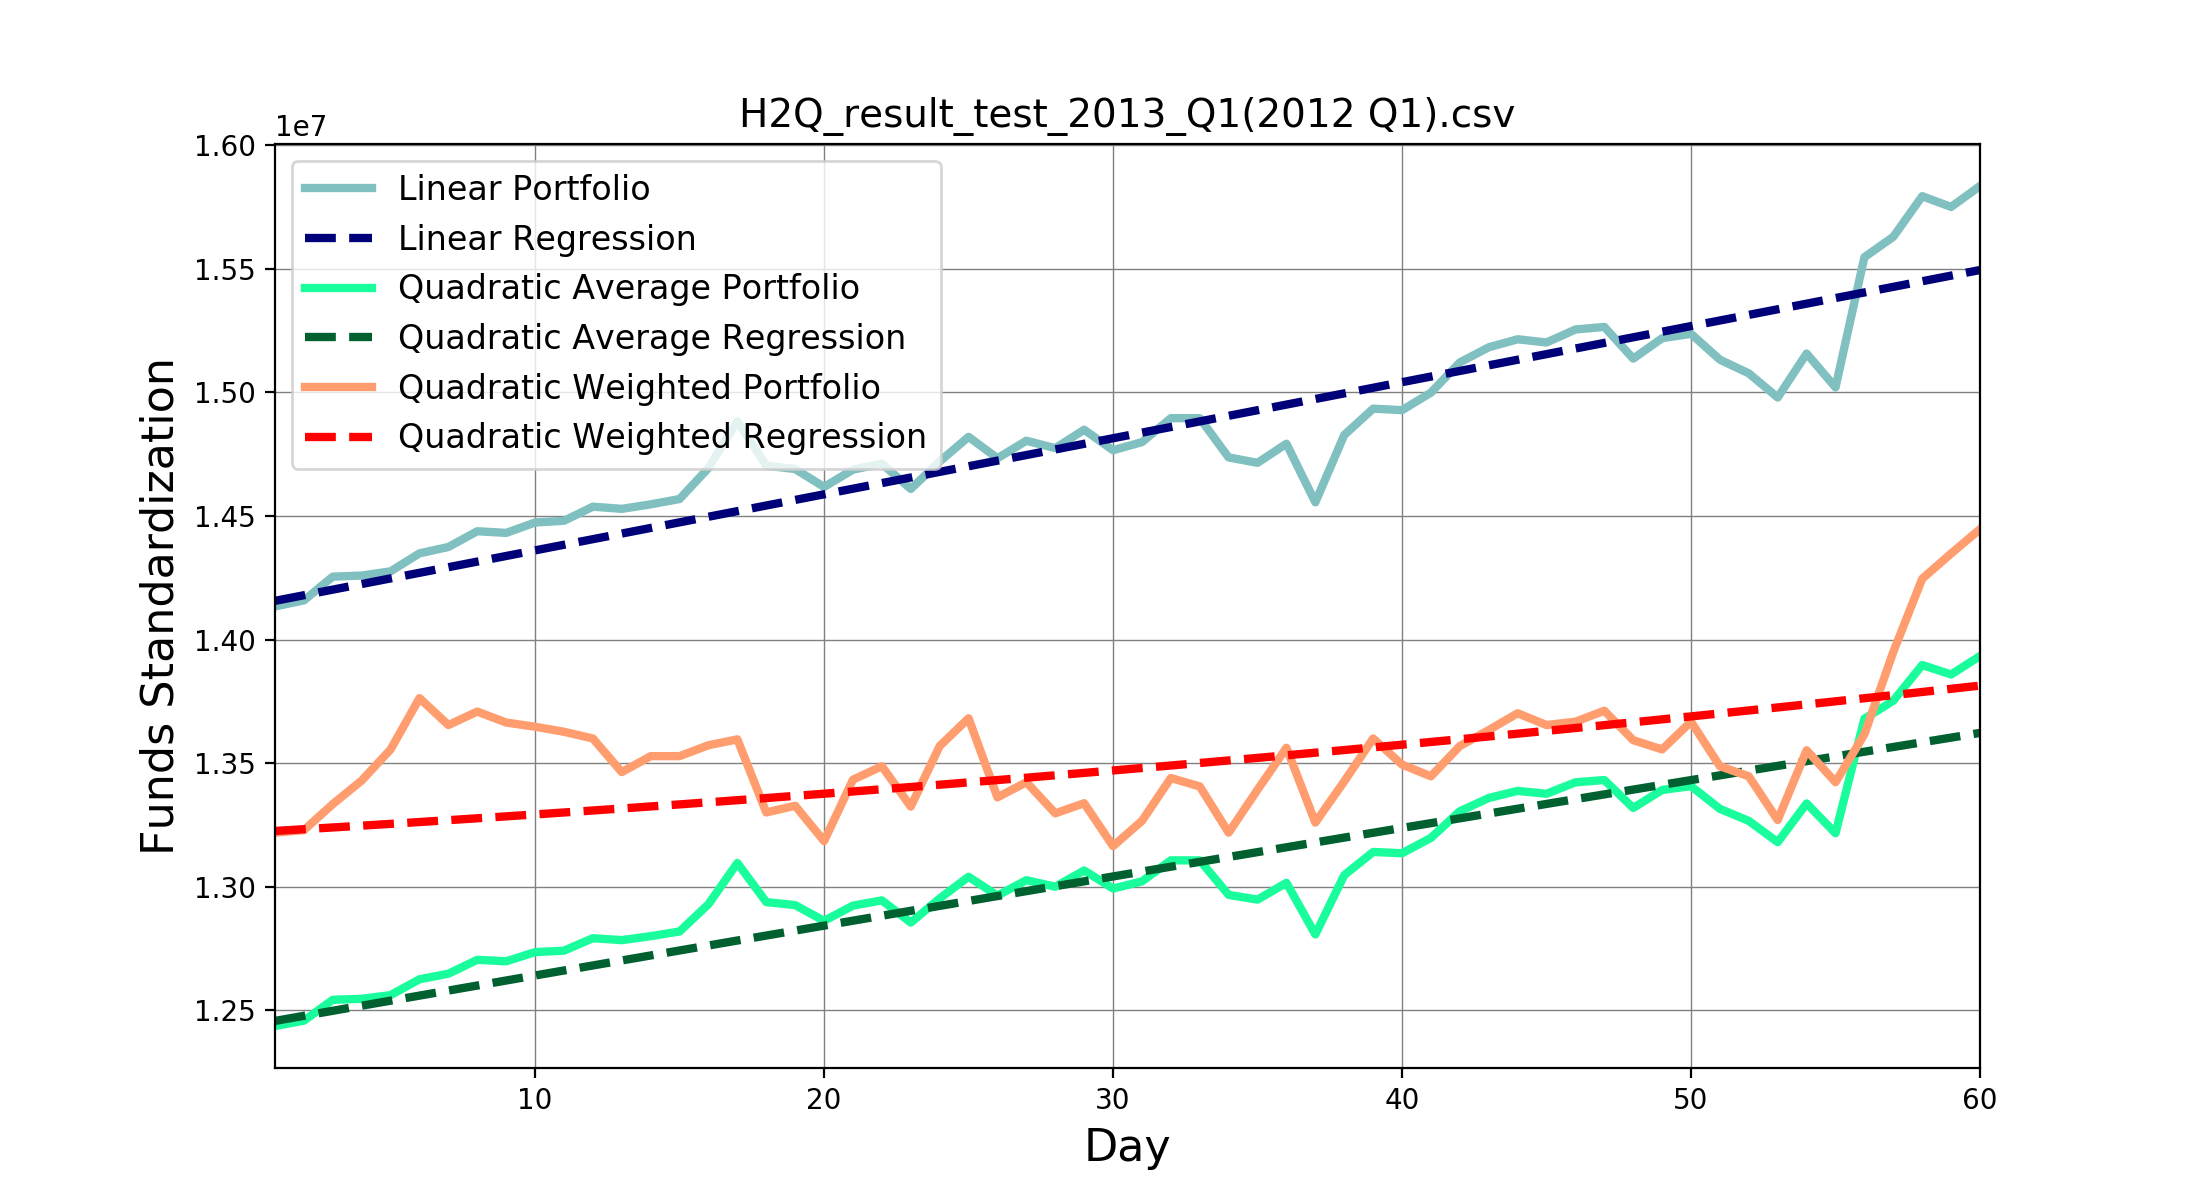 H2Q_result_test_2013_Q1(2012 Q1).csv
1e7
1.60
1.55
1.50
1.45
1.40
1.35
1.30
1.25
Funds Standardization
Linear Portfolio
Linear Regression
Quadratic Average Portfolio
Quadratic Average Regression
Quadratic Weighted Portfolio
Quadratic Weighted Regression
10 20 30 40 50 60
Day